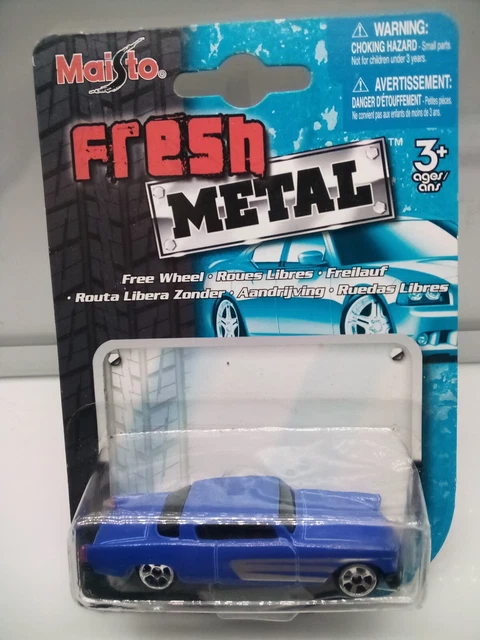 Maisto®
⚠ WARNING:
CHOKING HAZARD - Small parts.
Not for children under 3 years.
⚠ AVERTISSEMENT:
DANGER D'ÉTOUFFEMENT - Petites pièces.
Ne convient pas aux enfants de moins de 3 ans.
Fresh
METAL™
3+
ages/
ans
Free Wheel • Roues Libres • Freilauf
• Routa Libera Zonder • Aandrijving • Ruedas Libres